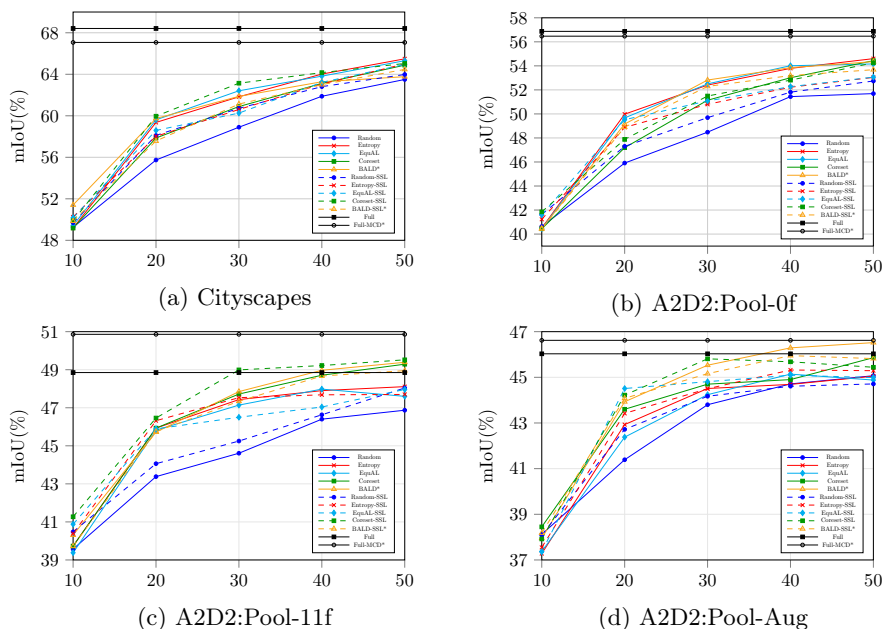 68
64
60
56
52
48
mIoU(%)
10 20 30 40 50
Random
Entropy
EquAL
Coreset
BALD*
Random-SSL
Entropy-SSL
EquAL-SSL
Coreset-SSL
BALD-SSL*
Full
Full-MCD*
(a) Cityscapes
58
56
54
52
50
48
46
44
42
40
mIoU(%)
10 20 30 40 50
Random
Entropy
EquAL
Coreset
BALD*
Random-SSL
Entropy-SSL
EquAL-SSL
Coreset-SSL
BALD-SSL*
Full
Full-MCD*
(b) A2D2:Pool-0f
51
49
47
45
43
41
39
mIoU(%)
10 20 30 40 50
Random
Entropy
EquAL
Coreset
BALD*
Random-SSL
Entropy-SSL
EquAL-SSL
Coreset-SSL
BALD-SSL*
Full
Full-MCD*
(c) A2D2:Pool-11f
47
45
43
41
39
37
mIoU(%)
10 20 30 40 50
Random
Entropy
EquAL
Coreset
BALD*
Random-SSL
Entropy-SSL
EquAL-SSL
Coreset-SSL
BALD-SSL*
Full
Full-MCD*
(d) A2D2:Pool-Aug